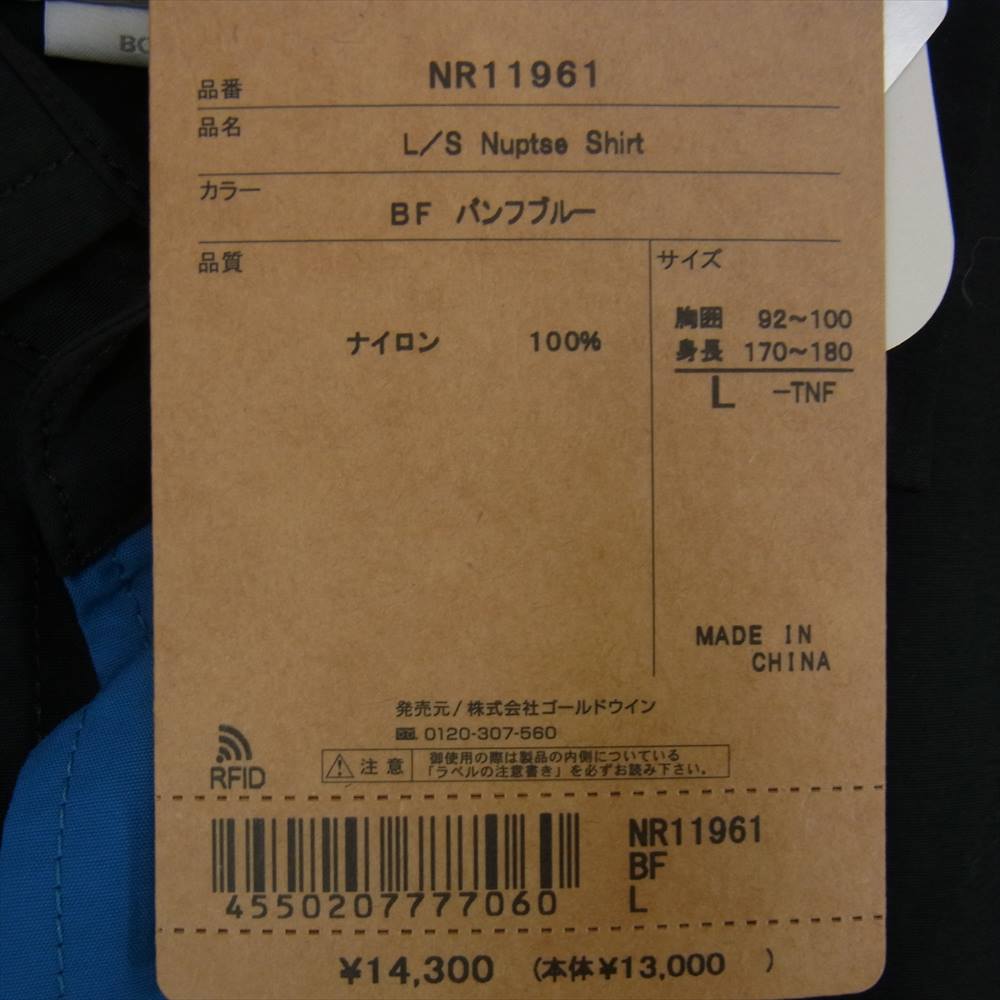 BO
品番 NR11961
品名 L/S Nuptse Shirt
カラー BF バンフブルー
品質
サイズ
ナイロン 100%
胸囲 92〜100
身長 170〜180
L -TNF
MADE IN
CHINA
発売元/株式会社ゴールドウイン
0120-307-560
RFID
注意
御使用の際は製品の内側についている
「ラベルの注意書き」を必ずお読み下さい。
4550207777060
NR11961
BF
L
¥14,300 (本体¥13,000 )